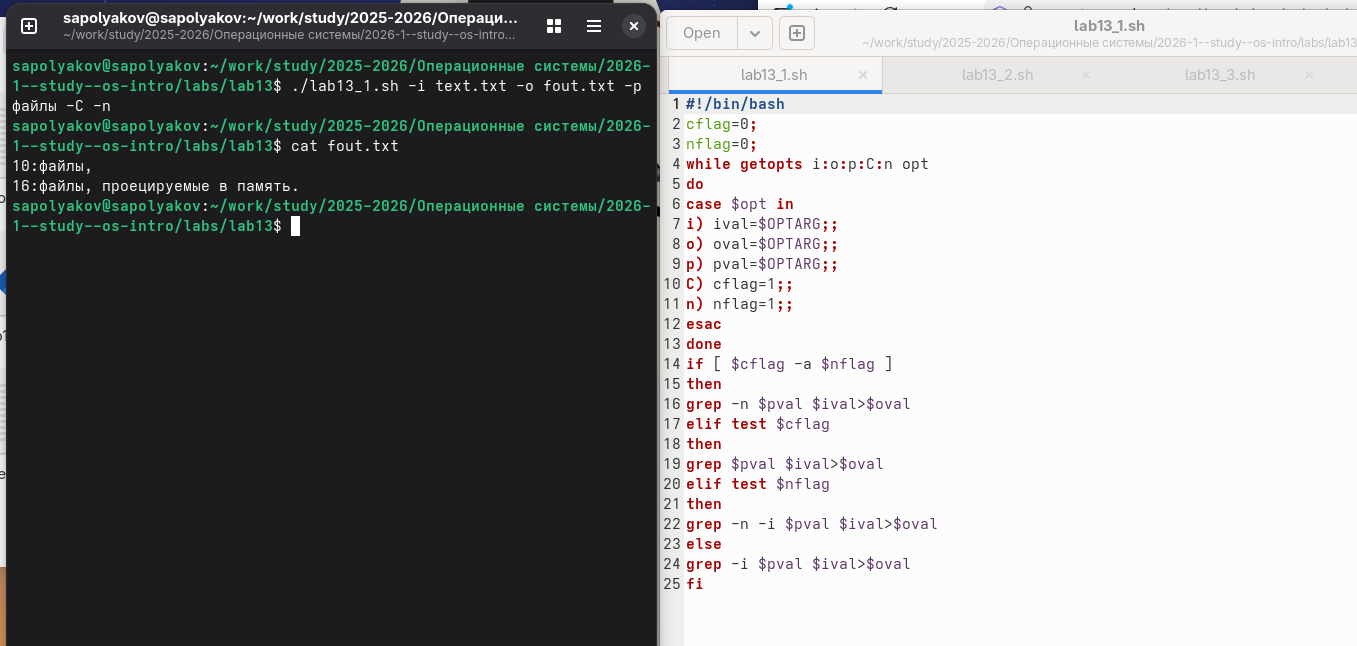 sapolyakov@sapolyakov:~/work/study/2025-2026/Операци…
~/work/study/2025-2026/Операционные системы/2026-1--study--os-intro…
sapolyakov@sapolyakov:~/work/study/2025-2026/Операционные системы/2026-
1--study--os-intro/labs/lab13$ ./lab13_1.sh -i text.txt -o fout.txt -p
файлы -C -n
sapolyakov@sapolyakov:~/work/study/2025-2026/Операционные системы/2026-
1--study--os-intro/labs/lab13$ cat fout.txt
10:файлы,
16:файлы, проецируемые в память.
sapolyakov@sapolyakov:~/work/study/2025-2026/Операционные системы/2026-
1--study--os-intro/labs/lab13$
Open
lab13_1.sh
~/work/study/2025-2026/Операционные системы/2026-1--study--os-intro/labs/lab13
lab13_1.sh × lab13_2.sh × lab13_3.sh ×
1 #!/bin/bash
2 cflag=0;
3 nflag=0;
4 while getopts i:o:p:C:n opt
5 do
6 case $opt in
7 i) ival=$OPTARG;;
8 o) oval=$OPTARG;;
9 p) pval=$OPTARG;;
10 C) cflag=1;;
11 n) nflag=1;;
12 esac
13 done
14 if [ $cflag -a $nflag ]
15 then
16 grep -n $pval $ival>$oval
17 elif test $cflag
18 then
19 grep $pval $ival>$oval
20 elif test $nflag
21 then
22 grep -n -i $pval $ival>$oval
23 else
24 grep -i $pval $ival>$oval
25 fi